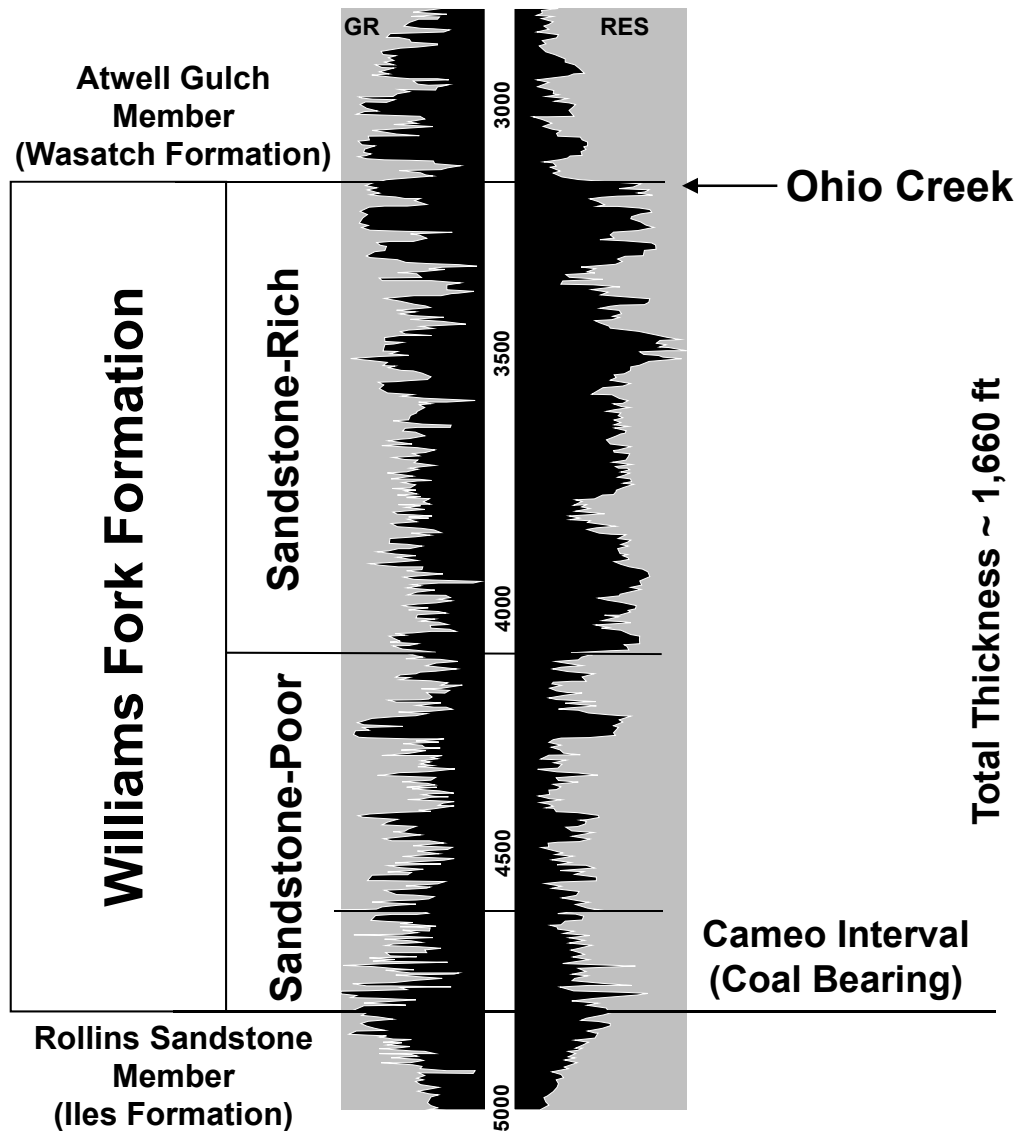 GR
RES
Atwell Gulch
Member
(Wasatch Formation)
3000
Ohio Creek
Williams Fork Formation
Sandstone-Rich
3500
Total Thickness ~ 1,660 ft
4000
Sandstone-Poor
4500
Cameo Interval
(Coal Bearing)
Rollins Sandstone
Member
(Iles Formation)
5000